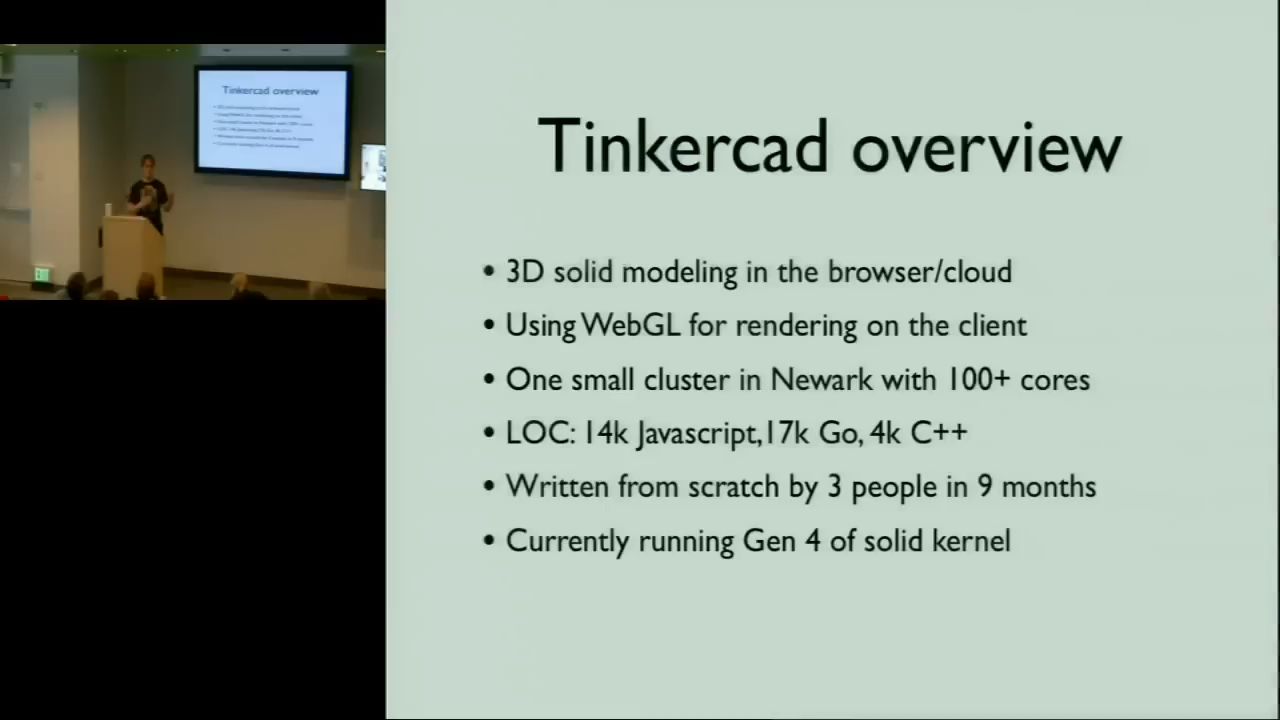 Tinkercad overview
• 3D solid modeling in the browser/cloud
• Using WebGL for rendering on the client
• One small cluster in Newark with 100+ cores
• LOC: 14k Javascript,17k Go, 4k C++
• Written from scratch by 3 people in 9 months
• Currently running Gen 4 of solid kernel
Tinkercad overview